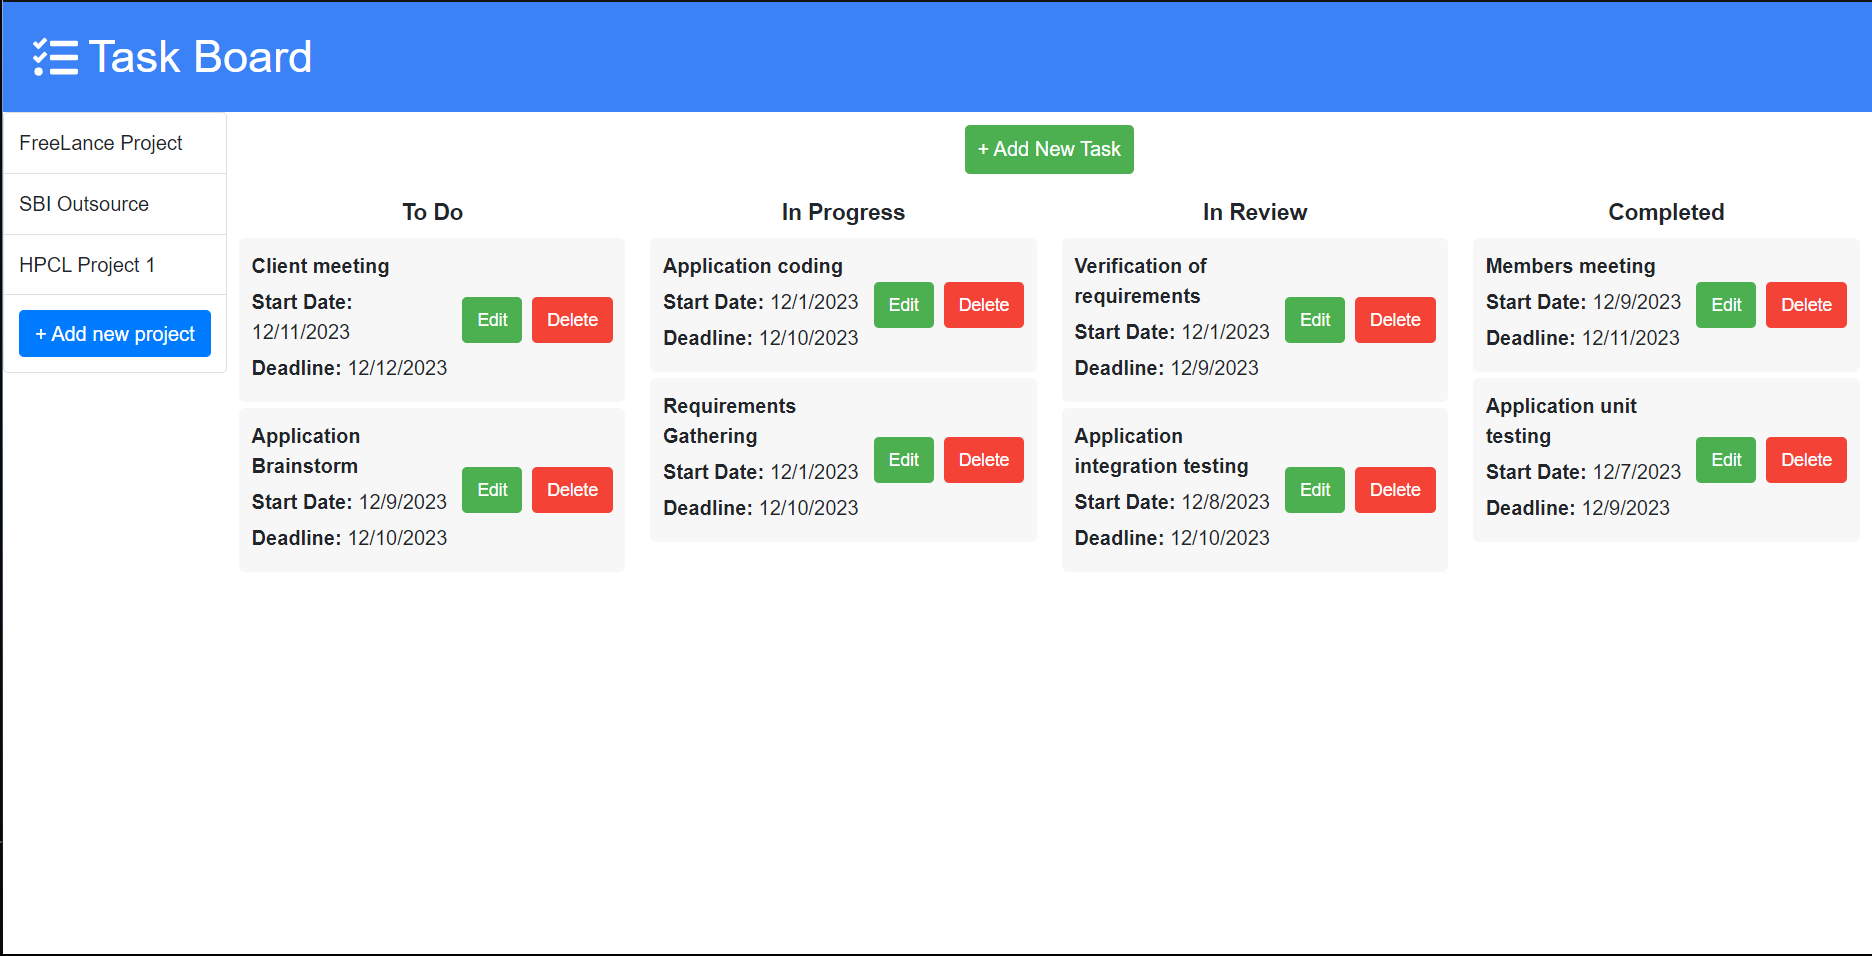 Task Board
FreeLance Project
SBI Outsource
HPCL Project 1
+ Add new project
+ Add New Task
To Do
Client meeting
Start Date:
12/11/2023
Deadline: 12/12/2023
Edit
Delete
Application
Brainstorm
Start Date: 12/9/2023
Deadline: 12/10/2023
Edit
Delete
In Progress
Application coding
Start Date: 12/1/2023
Deadline: 12/10/2023
Edit
Delete
Requirements
Gathering
Start Date: 12/1/2023
Deadline: 12/10/2023
Edit
Delete
In Review
Verification of
requirements
Start Date: 12/1/2023
Deadline: 12/9/2023
Edit
Delete
Application
integration testing
Start Date: 12/8/2023
Deadline: 12/10/2023
Edit
Delete
Completed
Members meeting
Start Date: 12/9/2023
Deadline: 12/11/2023
Edit
Delete
Application unit
testing
Start Date: 12/7/2023
Deadline: 12/9/2023
Edit
Delete